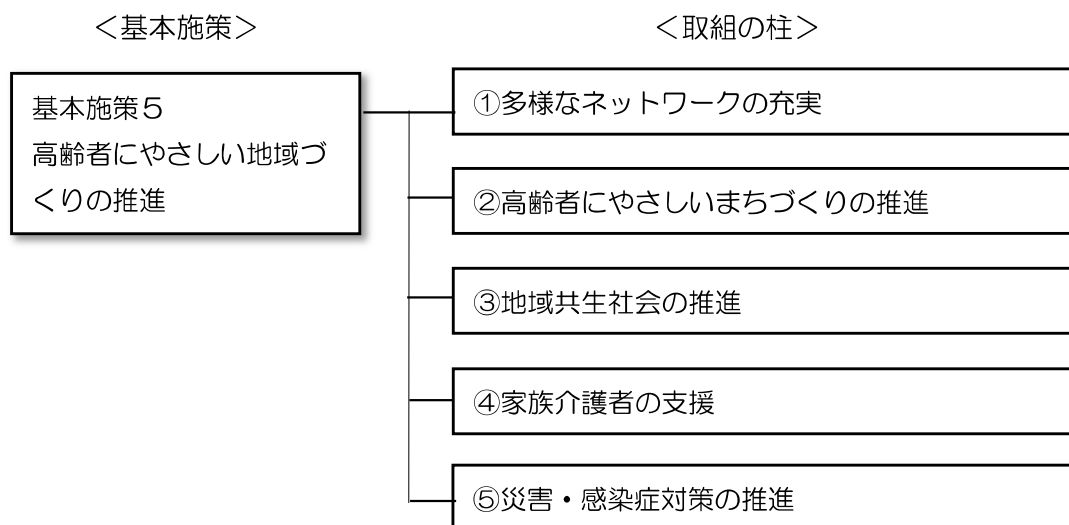 ＜基本施策＞
＜取組の柱＞
基本施策５
高齢者にやさしい地域づ
くりの推進
①多様なネットワークの充実
②高齢者にやさしいまちづくりの推進
③地域共生社会の推進
④家族介護者の支援
⑤災害・感染症対策の推進